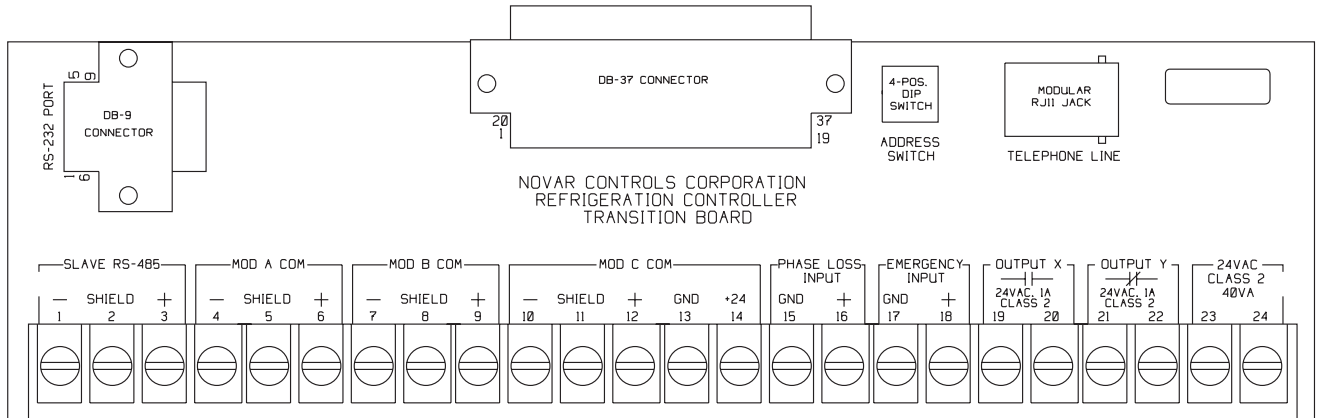 RS-232 PORT
5
9
DB-9
CONNECTOR
1
6
DB-37 CONNECTOR
20
1
37
19
4-POS.
DIP
SWITCH
ADDRESS
SWITCH
MODULAR
RJ11 JACK
TELEPHONE LINE
NOVAR CONTROLS CORPORATION
REFRIGERATION CONTROLLER
TRANSITION BOARD
SLAVE RS-485
— SHIELD +
1 2 3
MOD A COM
— SHIELD +
4 5 6
MOD B COM
— SHIELD +
7 8 9
MOD C COM
— SHIELD + GND +24
10 11 12 13 14
PHASE LOSS
INPUT
GND +
15 16
EMERGENCY
INPUT
GND +
17 18
OUTPUT X
24VAC, 1A
CLASS 2
19 20
OUTPUT Y
24VAC, 1A
CLASS 2
21 22
24VAC
CLASS 2
40VA
23 24